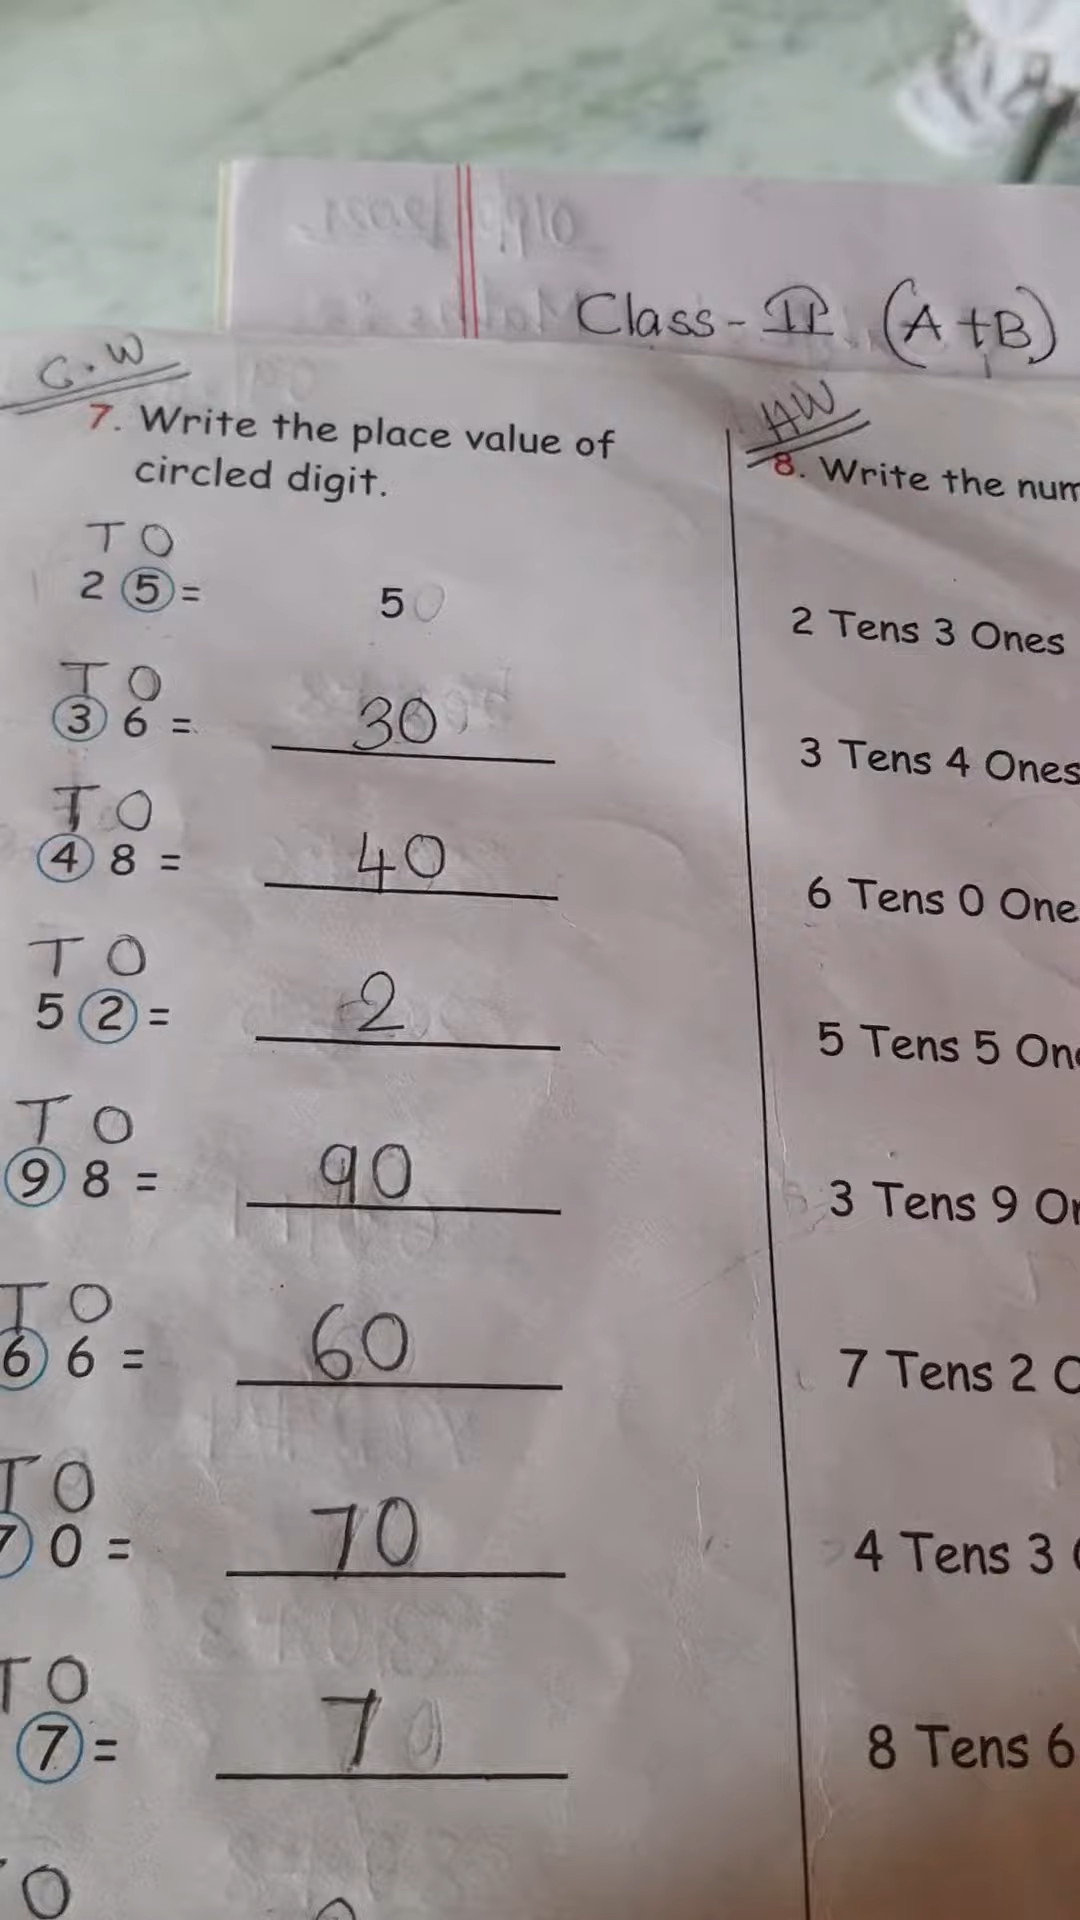 Class - II (A+B)
C.W
7. Write the place value of
circled digit.
T O
2 5 = 5
T O
3 6 = 30
T O
4 8 = 40
T O
5 2 = 2
T O
9 8 = 90
T O
6 6 = 60
T O
7 0 = 70
T O
7 = 7
O
HW
8. Write the num
2 Tens 3 Ones
3 Tens 4 Ones
6 Tens 0 One
5 Tens 5 On
3 Tens 9 O
7 Tens 2 O
4 Tens 3
8 Tens 6